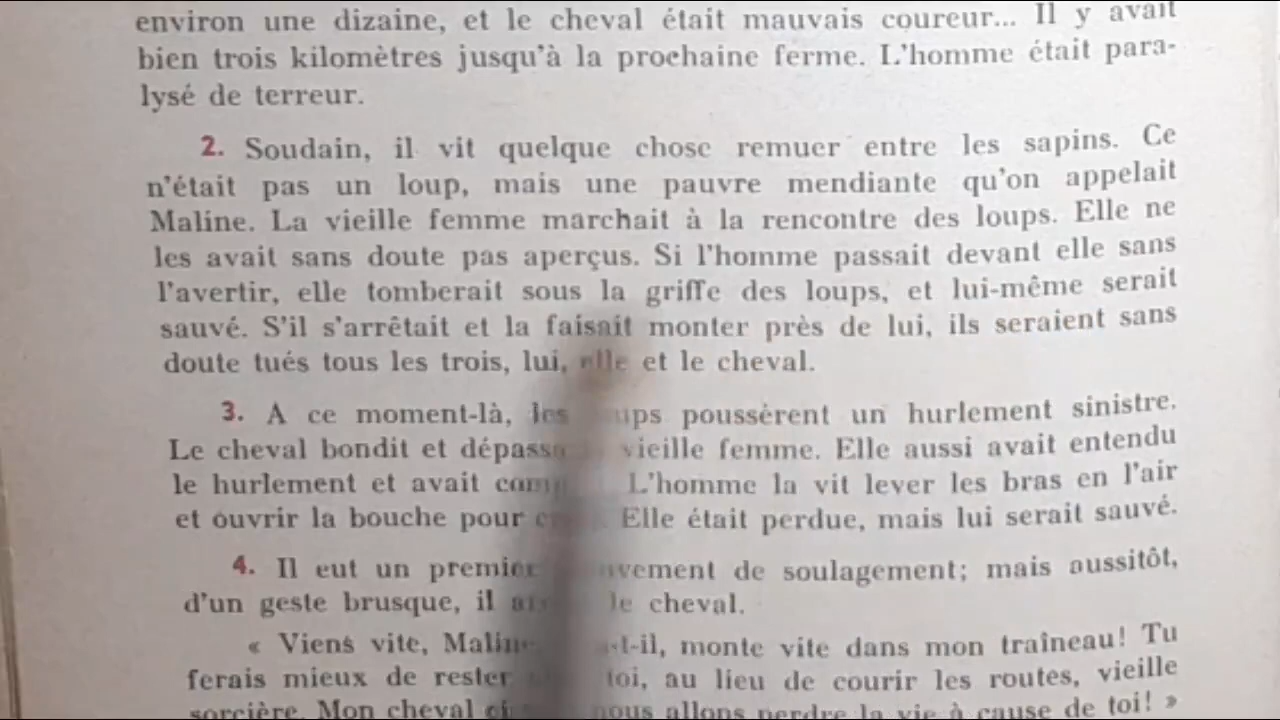 environ une dizaine, et le cheval était mauvais coureur... Il y avait
bien trois kilomètres jusqu'à la prochaine ferme. L'homme était para-
lysé de terreur.
2. Soudain, il vit quelque chose remuer entre les sapins. Ce
n'était pas un loup, mais une pauvre mendiante qu'on appelait
Maline. La vieille femme marchait à la rencontre des loups. Elle ne
les avait sans doute pas aperçus. Si l'homme passait devant elle sans
l'avertir, elle tomberait sous la griffe des loups, et lui-même serait
sauvé. S'il s'arrêtait et la faisait monter près de lui, ils seraient sans
doute tués tous les trois, lui, elle et le cheval.
3. A ce moment-là, les poussèrent un hurlement sinistre.
Le cheval bondit et vieille femme. Elle aussi avait entendu
le hurlement et avait L'homme la vit lever les bras en l'air
et ouvrir la bouche pour Elle était perdue, mais lui serait sauvé.
4. Il eut un premier de soulagement; mais aussitôt,
d'un geste brusque, il le cheval.
« Viens vite, monte vite dans mon traîneau! Tu
ferais mieux de rester toi, au lieu de courir les routes, vieille
sorcière. Mon cheval nous allons perdre la vie à cause de toi! »